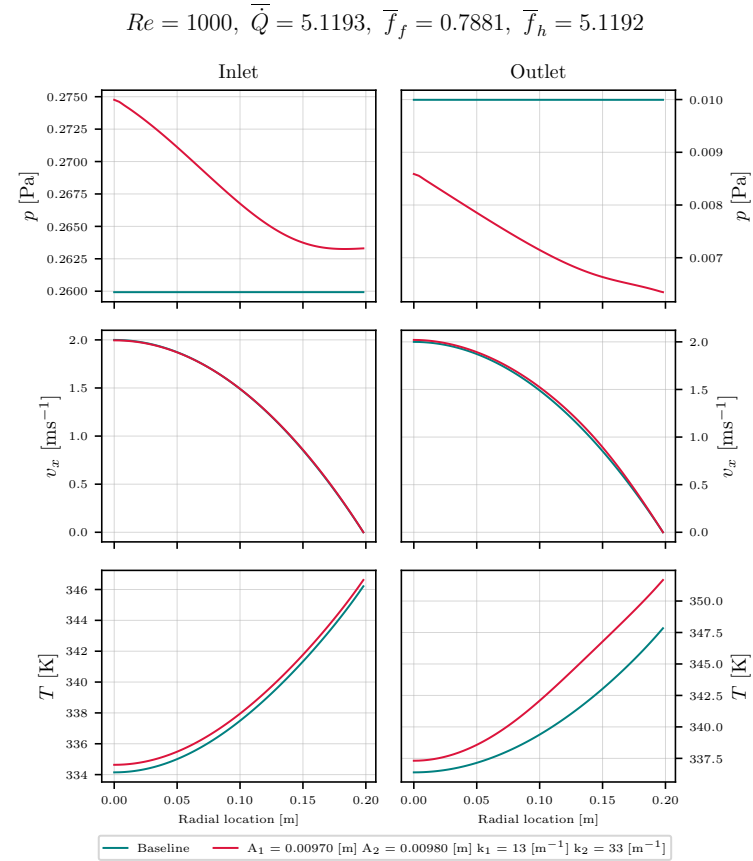 Re = 1000, \overline{\dot{Q}} = 5.1193, \overline{f}_f = 0.7881, \overline{f}_h = 5.1192
Inlet
Outlet
0.2750
0.2725
0.2700
0.2675
0.2650
0.2625
0.2600
p [Pa]
0.010
0.009
0.008
0.007
p [Pa]
2.0
1.5
1.0
0.5
0.0
v_x [ms⁻¹]
2.0
1.5
1.0
0.5
0.0
v_x [ms⁻¹]
346
344
342
340
338
336
334
T [K]
350.0
347.5
345.0
342.5
340.0
337.5
T [K]
0.00 0.05 0.10 0.15 0.20
0.00 0.05 0.10 0.15 0.20
Radial location [m]
Radial location [m]
Baseline
A₁ = 0.00970 [m] A₂ = 0.00980 [m] k₁ = 13 [m⁻¹] k₂ = 33 [m⁻¹]